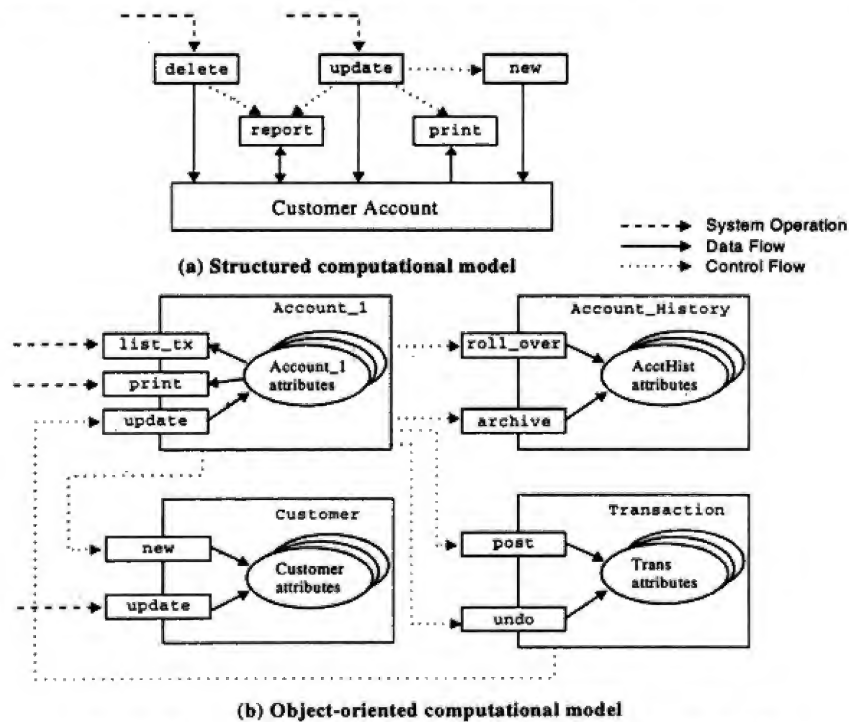 delete
update
new
report
print
Customer Account
System Operation
Data Flow
Control Flow
(a) Structured computational model
Account_1
list_tx
print
update
Account_1
attributes
Account_History
roll_over
archive
AcctHist
attributes
Customer
new
update
Customer
attributes
Transaction
post
undo
Trans
attributes
(b) Object-oriented computational model